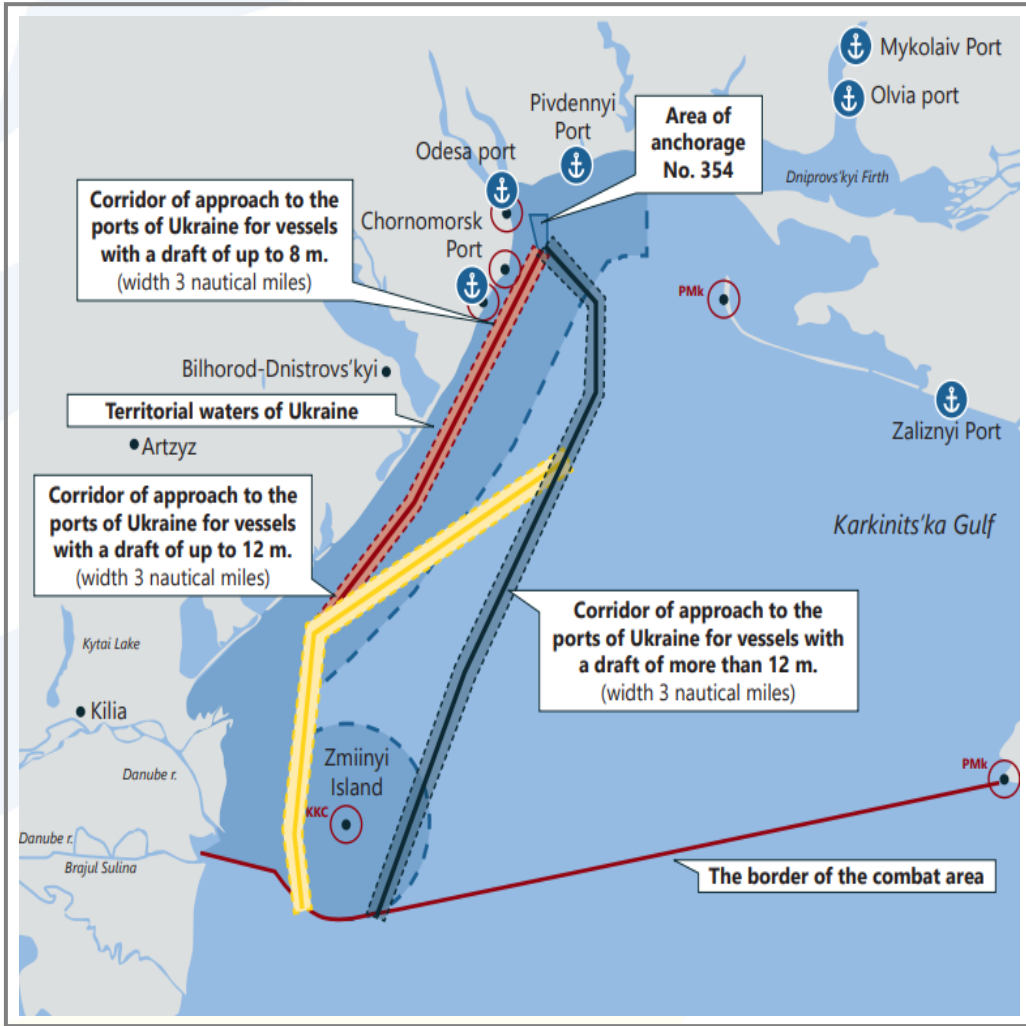 Mykolaiv Port
Olvia port
Pivdennyi
Port
Area of
anchorage
No. 354
Odesa port
Dniprovs'kyi Firth
Corridor of approach to the
ports of Ukraine for vessels
with a draft of up to 8 m.
(width 3 nautical miles)
Chornomorsk
Port
PMk
Bilhorod-Dnistrovs'kyi
Territorial waters of Ukraine
Zaliznyi Port
Artzyz
Corridor of approach to the
ports of Ukraine for vessels
with a draft of up to 12 m.
(width 3 nautical miles)
Karkinits'ka Gulf
Corridor of approach to the
ports of Ukraine for vessels with
a draft of more than 12 m.
(width 3 nautical miles)
Kytai Lake
Kilia
Zmiinyi
Island
KKC
PMk
Danube r.
Danube r.
Brajul Sulina
The border of the combat area